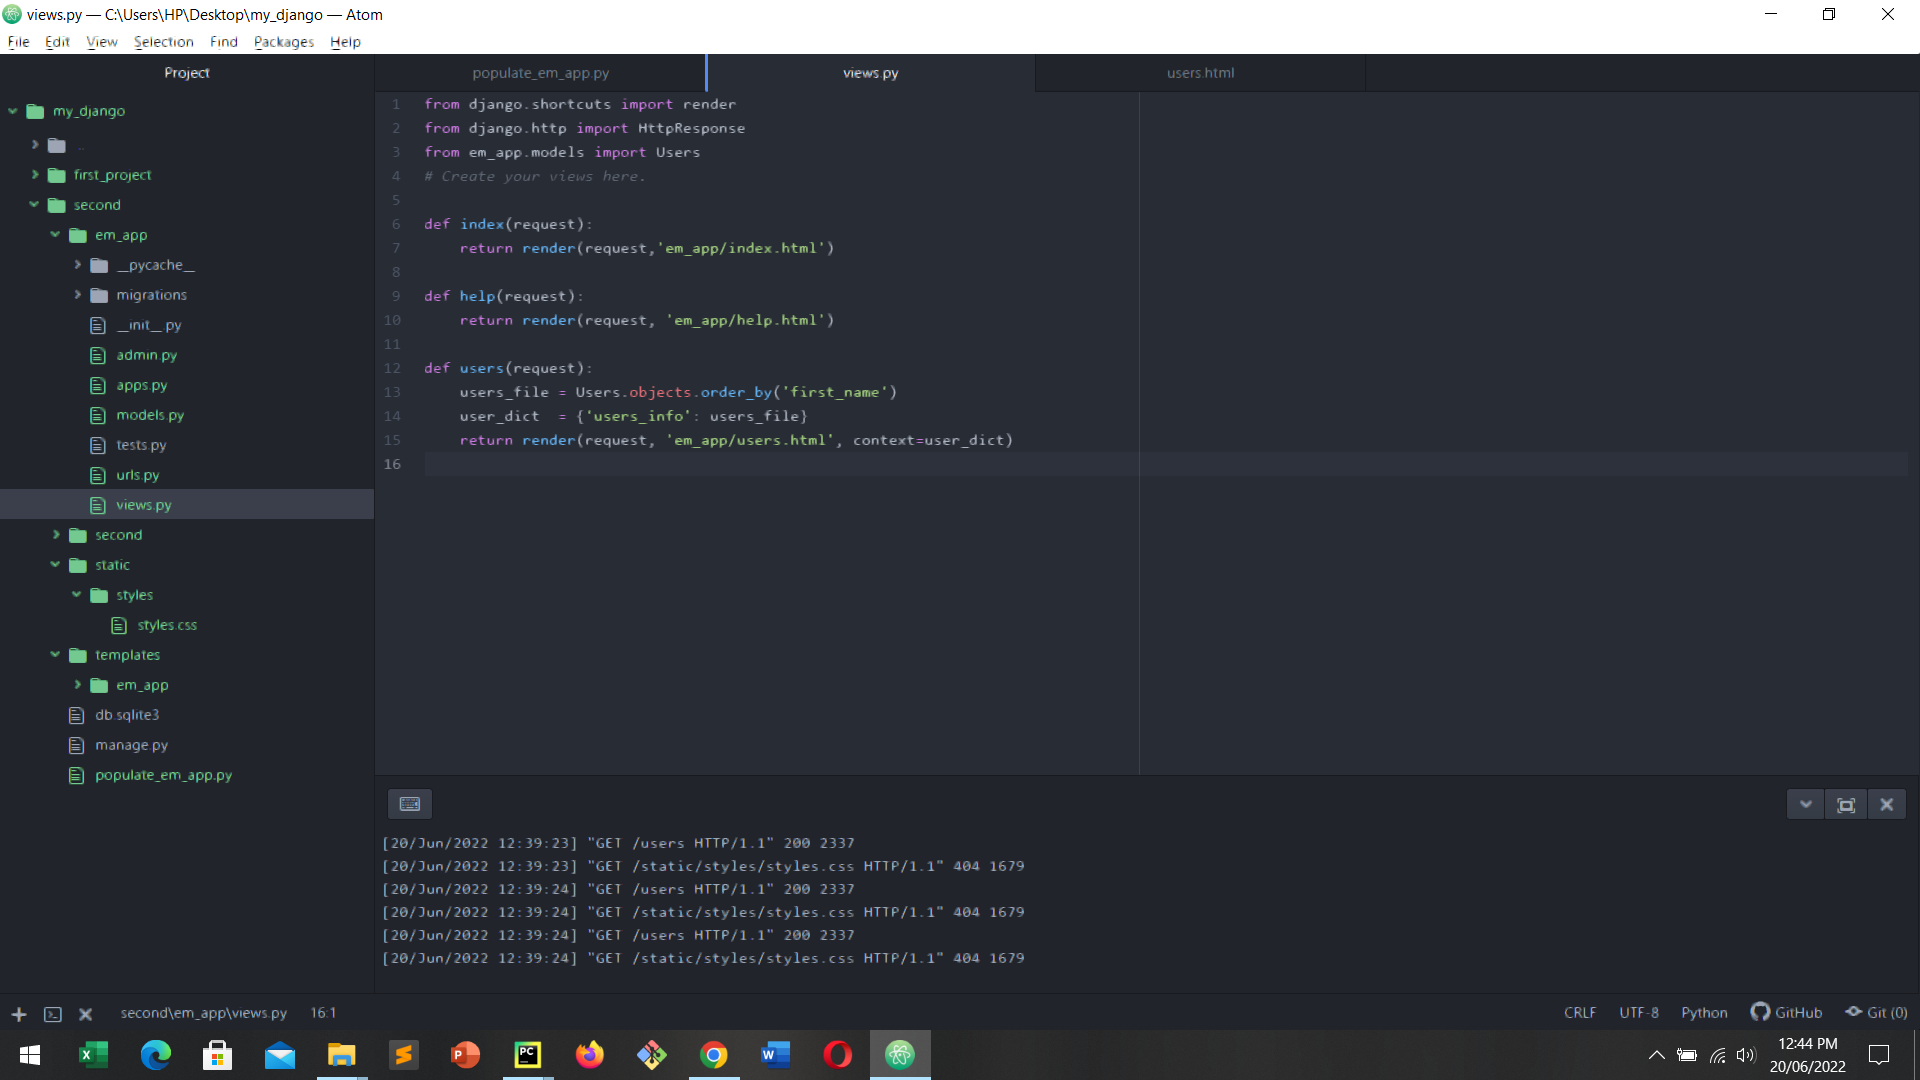 views.py — C:\Users\HP\Desktop\my_django — Atom
File Edit View Selection Find Packages Help
Project
my_django
..
first_project
second
em_app
__pycache__
migrations
__init__.py
admin.py
apps.py
models.py
tests.py
urls.py
views.py
second
static
styles
styles.css
templates
em_app
db.sqlite3
manage.py
populate_em_app.py
populate_em_app.py views.py users.html
1 from django.shortcuts import render
2 from django.http import HttpResponse
3 from em_app.models import Users
4 # Create your views here.
5
6 def index(request):
7     return render(request,'em_app/index.html')
8
9 def help(request):
10     return render(request, 'em_app/help.html')
11
12 def users(request):
13     users_file = Users.objects.order_by('first_name')
14     user_dict  = {'users_info': users_file}
15     return render(request, 'em_app/users.html', context=user_dict)
16
[20/Jun/2022 12:39:23] "GET /users HTTP/1.1" 200 2337
[20/Jun/2022 12:39:23] "GET /static/styles/styles.css HTTP/1.1" 404 1679
[20/Jun/2022 12:39:24] "GET /users HTTP/1.1" 200 2337
[20/Jun/2022 12:39:24] "GET /static/styles/styles.css HTTP/1.1" 404 1679
[20/Jun/2022 12:39:24] "GET /users HTTP/1.1" 200 2337
[20/Jun/2022 12:39:24] "GET /static/styles/styles.css HTTP/1.1" 404 1679
second\em_app\views.py 16:1 CRLF UTF-8 Python GitHub Git (0)
12:44 PM
20/06/2022